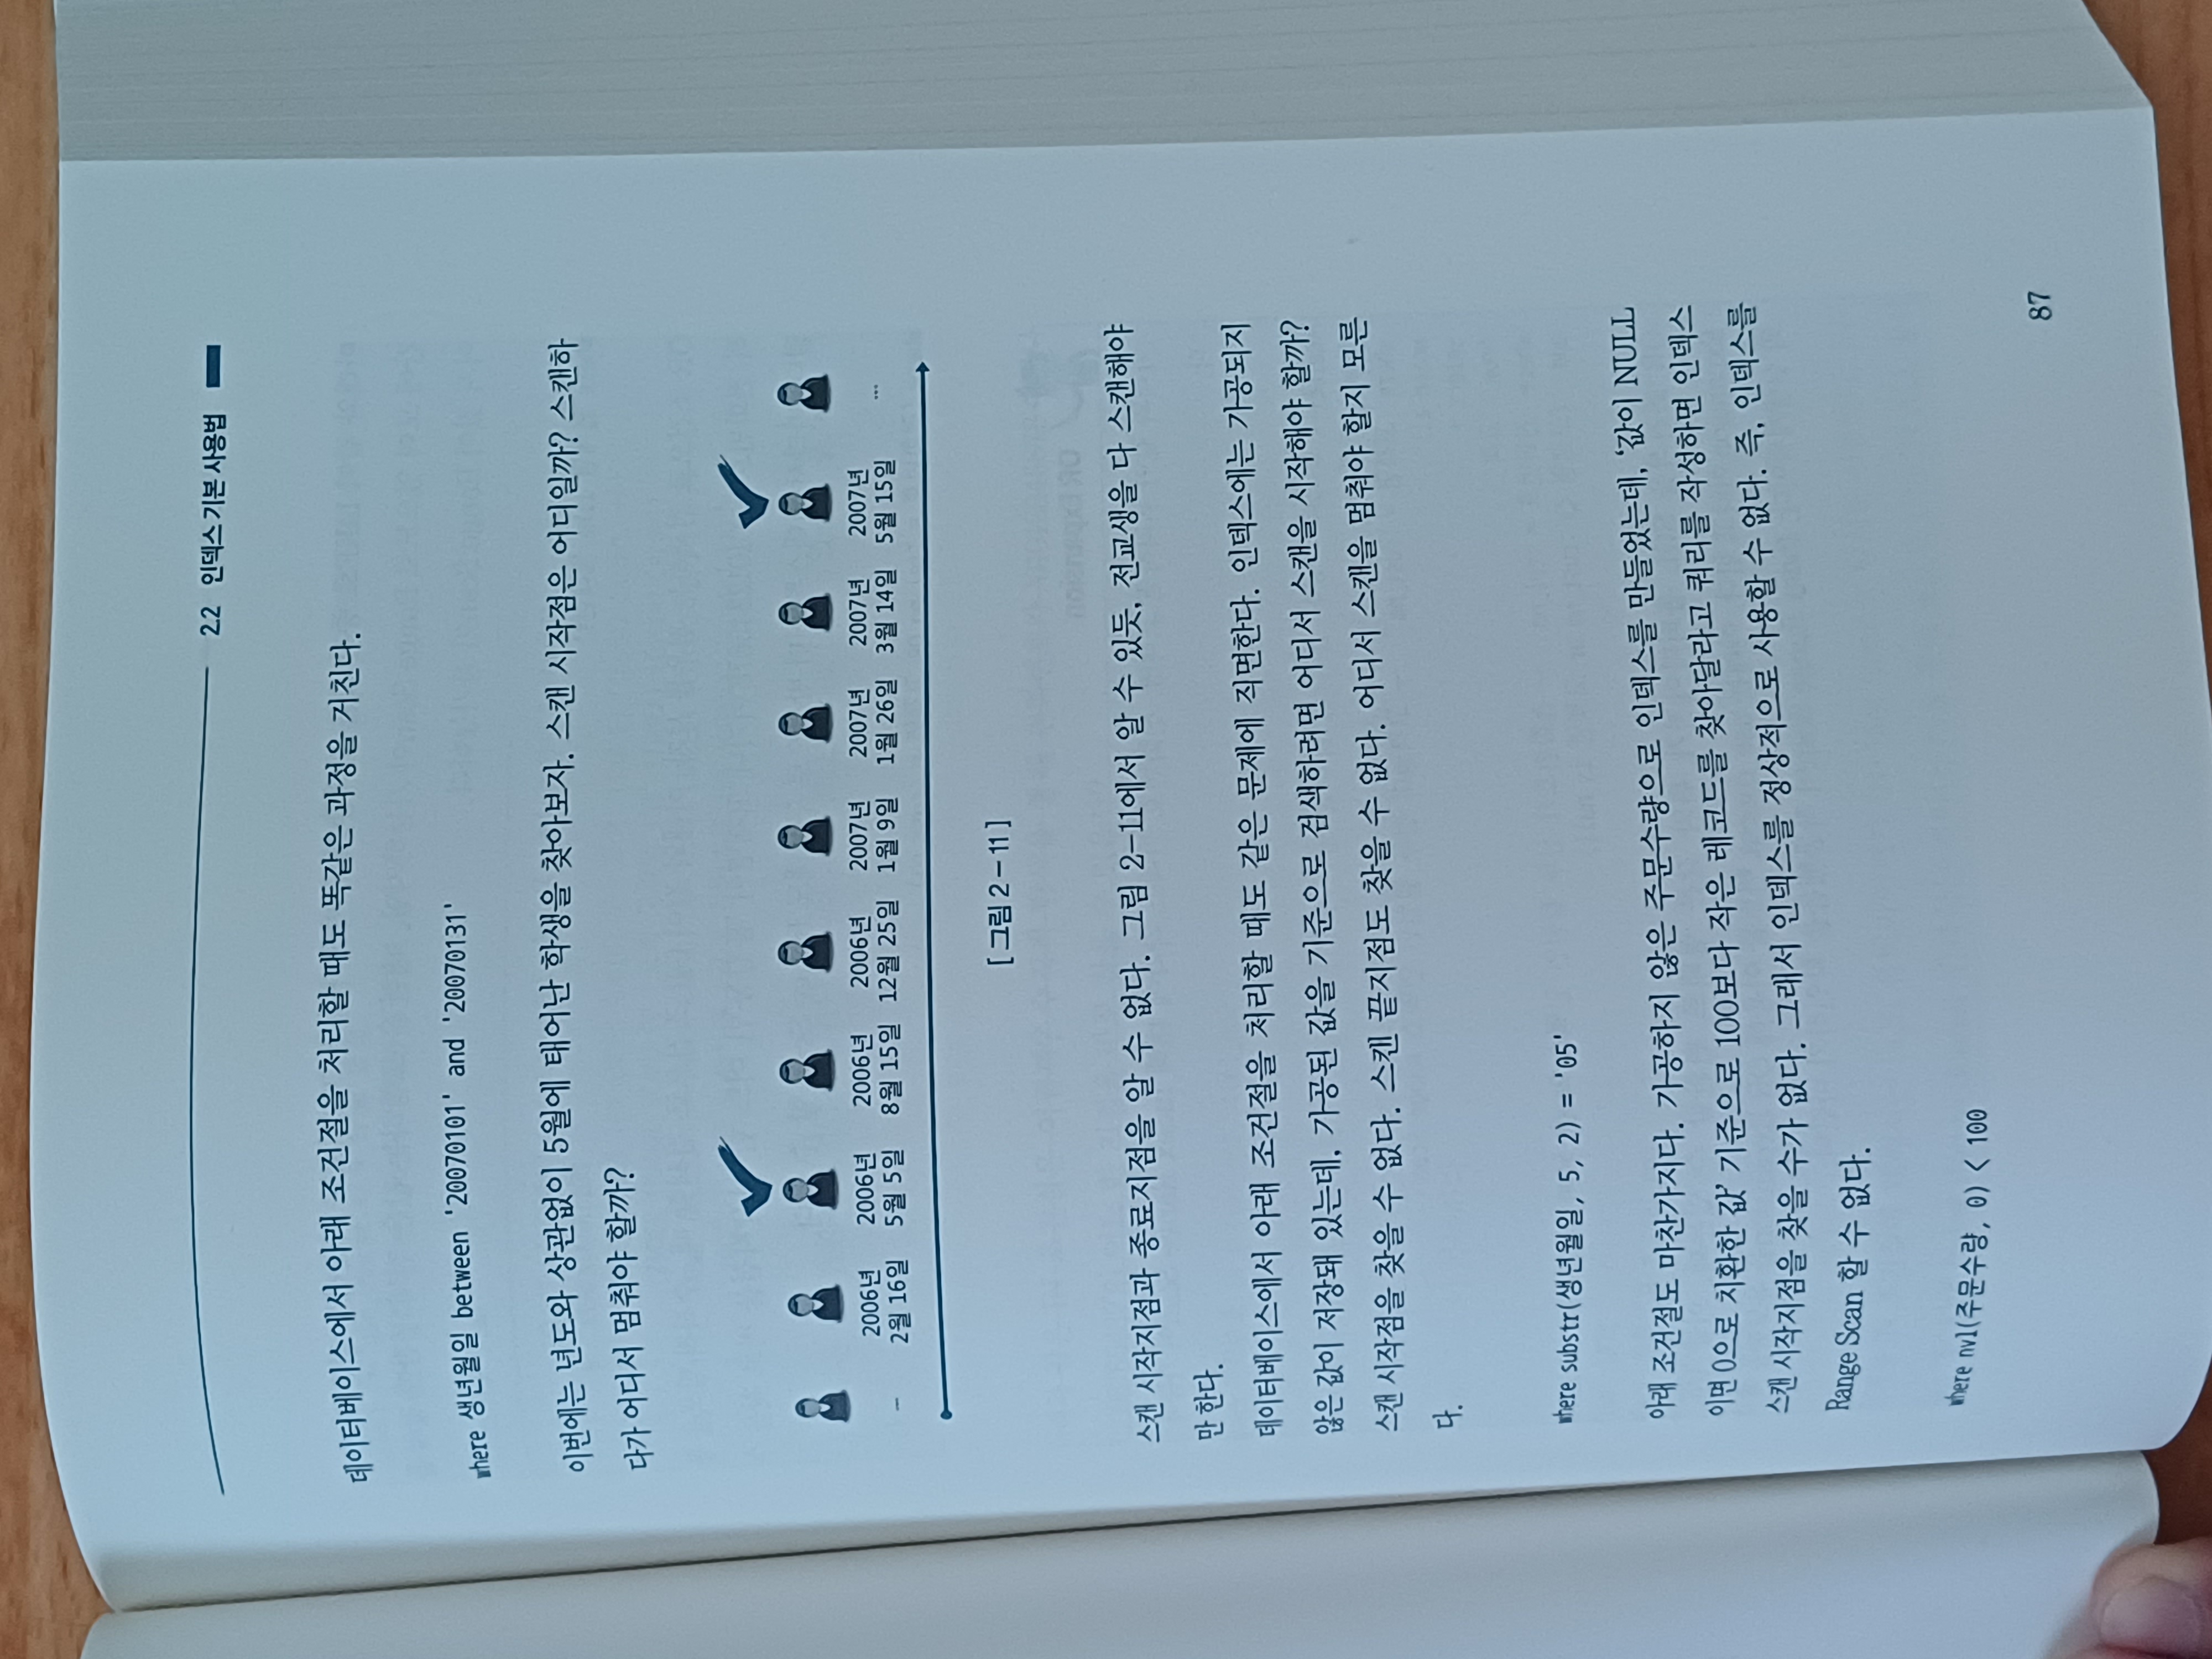 2.2 인덱스 기본 사용법
데이터베이스에서 아래 조건절을 처리할 때도 똑같은 과정을 거친다.
where 생년월일 between '20070101' and '20070131'
이번에는 년도와 상관없이 5월에 태어난 학생을 찾아보자. 스캔 시작점은 어디일까? 스캔하
다가 어디서 멈춰야 할까?
... 2006년 2006년 2006년 2006년 2007년 2007년 2007년 2007년 ...
2월 16일 5월 5일 8월 15일 12월 25일 1월 9일 1월 26일 3월 14일 5월 15일
[ 그림 2 – 11 ]
스캔 시작지점과 종료지점을 알 수 없다. 그림 2-11에서 알 수 있듯, 전교생을 다 스캔해야
만 한다.
데이터베이스에서 아래 조건절을 처리할 때도 같은 문제에 직면한다. 인덱스에는 가공되지
않은 값이 저장돼 있는데, 가공된 값을 기준으로 검색하려면 어디서 스캔을 시작해야 할까?
스캔 시작점을 찾을 수 없다. 스캔 끝지점도 찾을 수 없다. 어디서 스캔을 멈춰야 할지 모른
다.
where substr(생년월일, 5, 2) = '05'
아래 조건절도 마찬가지다. 가공하지 않은 주문수량으로 인덱스를 만들었는데, ‘값이 NULL
이면 0으로 치환한 값’ 기준으로 100보다 작은 레코드를 찾아달라고 쿼리를 작성하면 인덱스
스캔 시작지점을 찾을 수가 없다. 그래서 인덱스를 정상적으로 사용할 수 없다. 즉, 인덱스를
Range Scan 할 수 없다.
where nvl(주문수량, 0) < 100
87